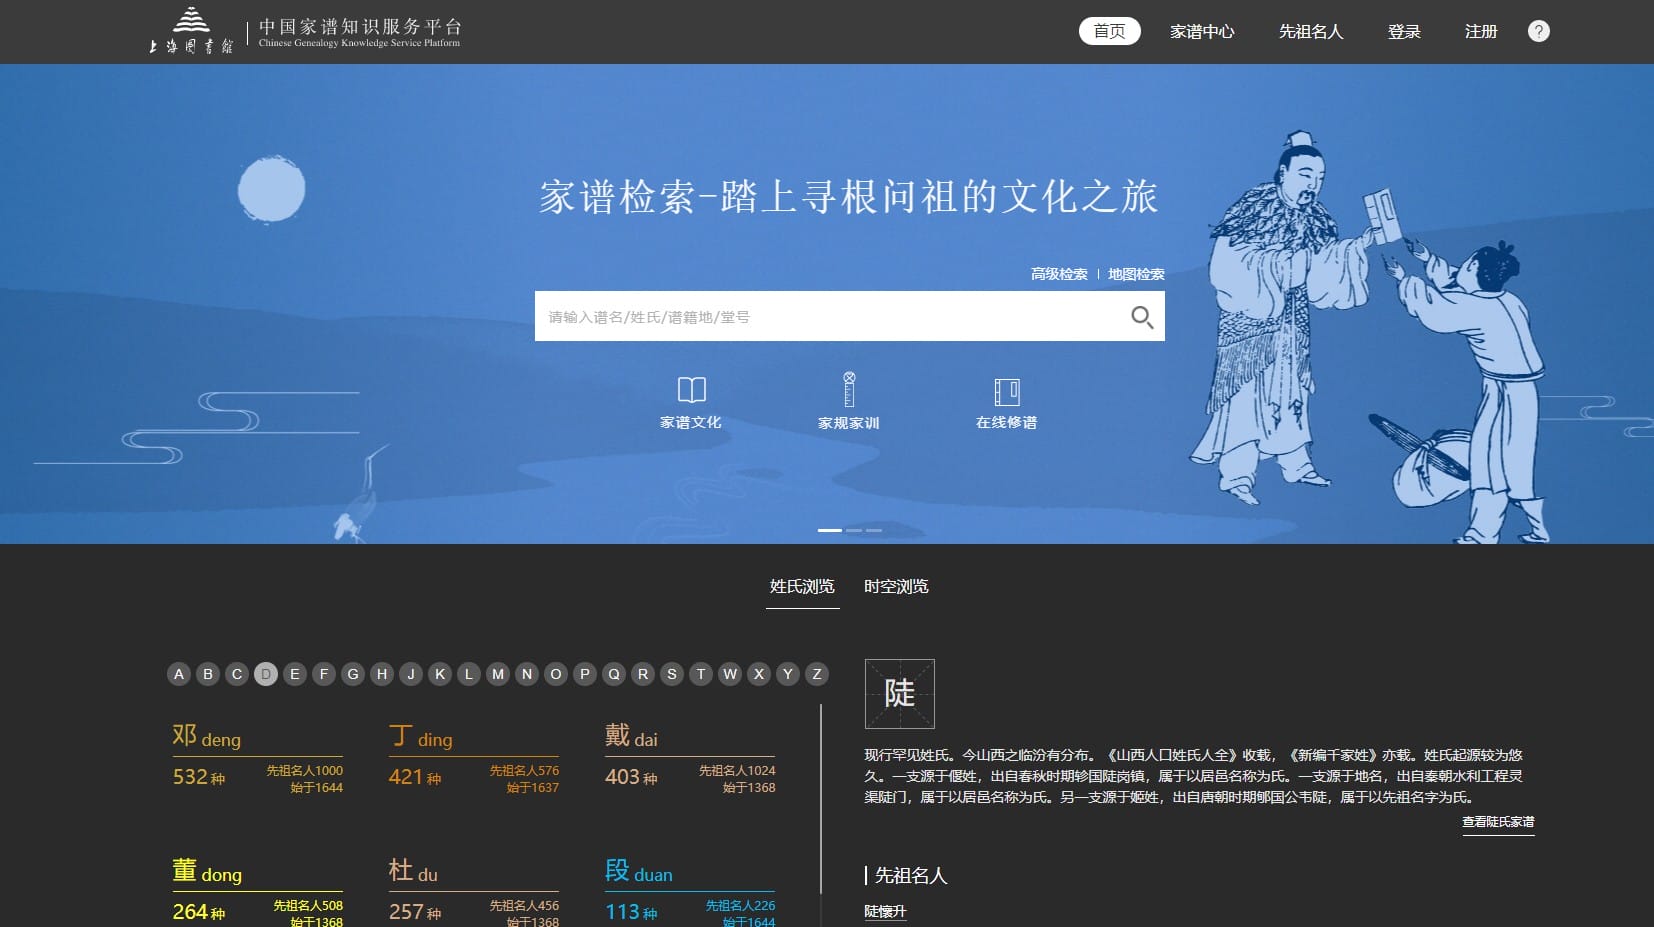 上海图书馆
中国家谱知识服务平台
Chinese Genealogy Knowledge Service Platform
首页 家谱中心 先祖名人 登录 注册 ?
家谱检索-踏上寻根问祖的文化之旅
高级检索 | 地图检索
请输入谱名/姓氏/谱籍地/堂号
家谱文化 家规家训 在线修谱
姓氏浏览 时空浏览
A B C D E F G H J K L M N O P Q R S T W X Y Z
邓 deng
532 种
先祖名人1000
始于1644
丁 ding
421 种
先祖名人576
始于1637
戴 dai
403 种
先祖名人1024
始于1368
董 dong
264 种
先祖名人508
始于1368
杜 du
257 种
先祖名人456
始于1368
段 duan
113 种
先祖名人226
始于1644
陡
现行罕见姓氏。今山西之临汾有分布。《山西人口姓氏人全》收载，《新编千家姓》亦载。姓氏起源较为悠
久。一支源于偃姓，出自春秋时期轸国陡岗镇，属于以居邑名称为氏。一支源于地名，出自秦朝水利工程灵
渠陡门，属于以居邑名称为氏。另一支源于姬姓，出自唐朝时期郇国公韦陡，属于以先祖名字为氏。
查看陡氏家谱
先祖名人
陡懷升